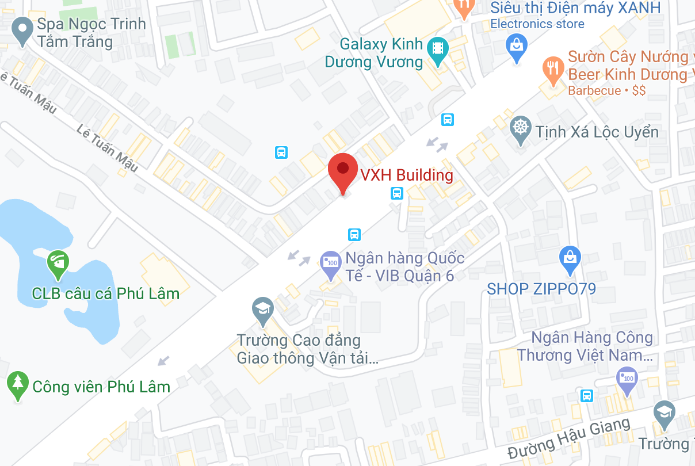 Siêu thị Điện máy XANH
Electronics store
Spa Ngọc Trinh
Tắm Trắng
Galaxy Kinh
Dương Vương
Sườn Cây Nướng
Beer Kinh Dương
Barbecue • $$
Lê Tuấn Mậu
Lê Tuấn Mậu
Tịnh Xá Lộc Uyển
VXH Building
Ngân hàng Quốc
Tế - VIB Quận 6
CLB câu cá Phú Lâm
SHOP ZIPPO79
Trường Cao đẳng
Giao thông Vận tải...
Ngân Hàng Công
Thương Việt Nam...
Công viên Phú Lâm
Đường Hậu Giang
Trường